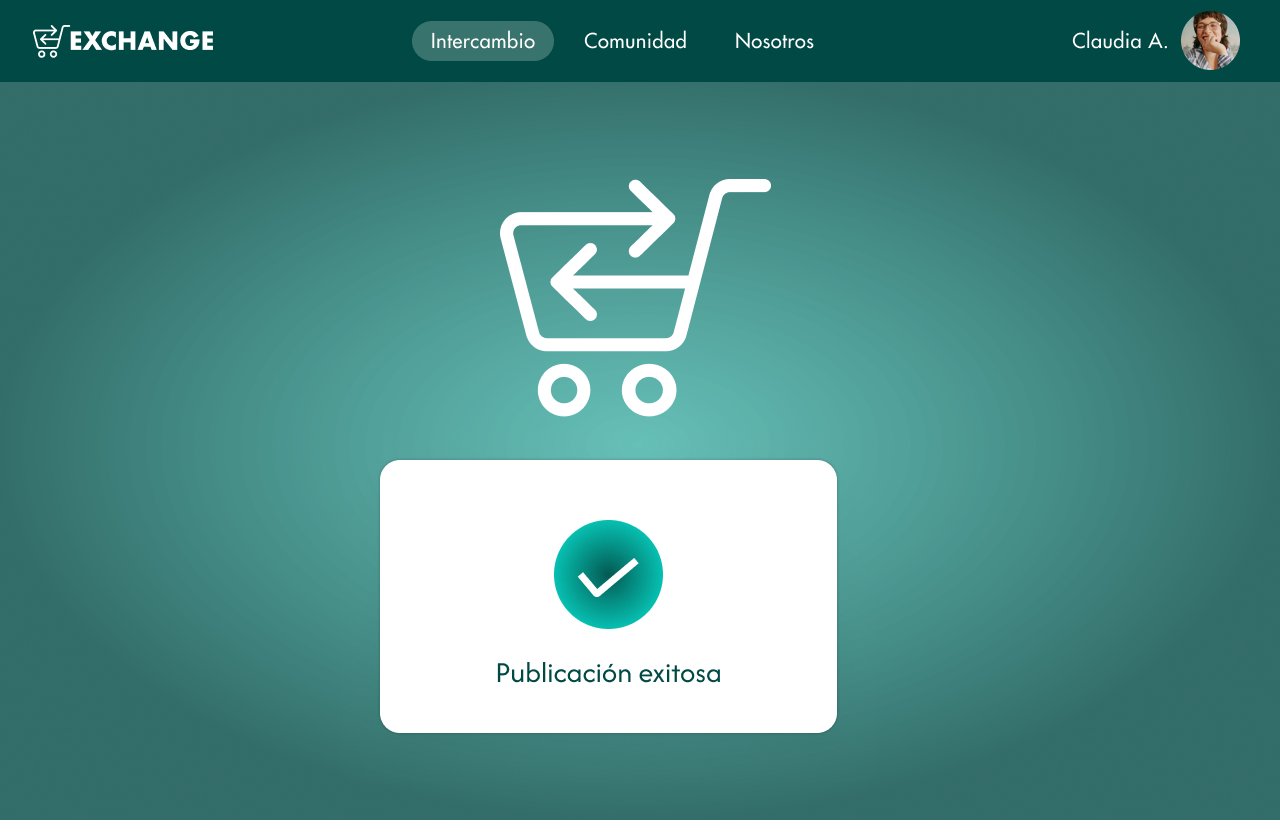 EXCHANGE
Intercambio
Comunidad
Nosotros
Claudia A.
Publicación exitosa